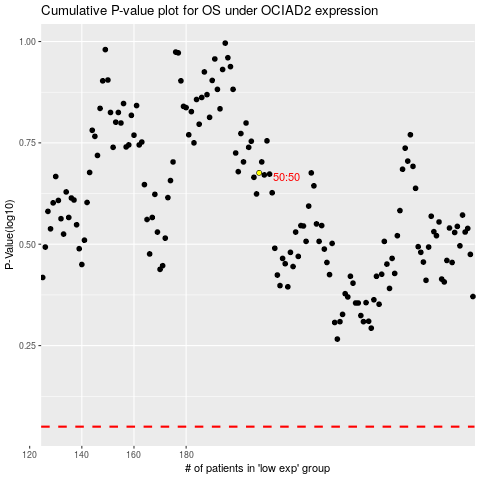 Cumulative P-value plot for OS under OCIAD2 expression
1.00
0.75
0.50
0.25
P-Value(log10)
50:50
120 140 160 180
# of patients in 'low exp' group